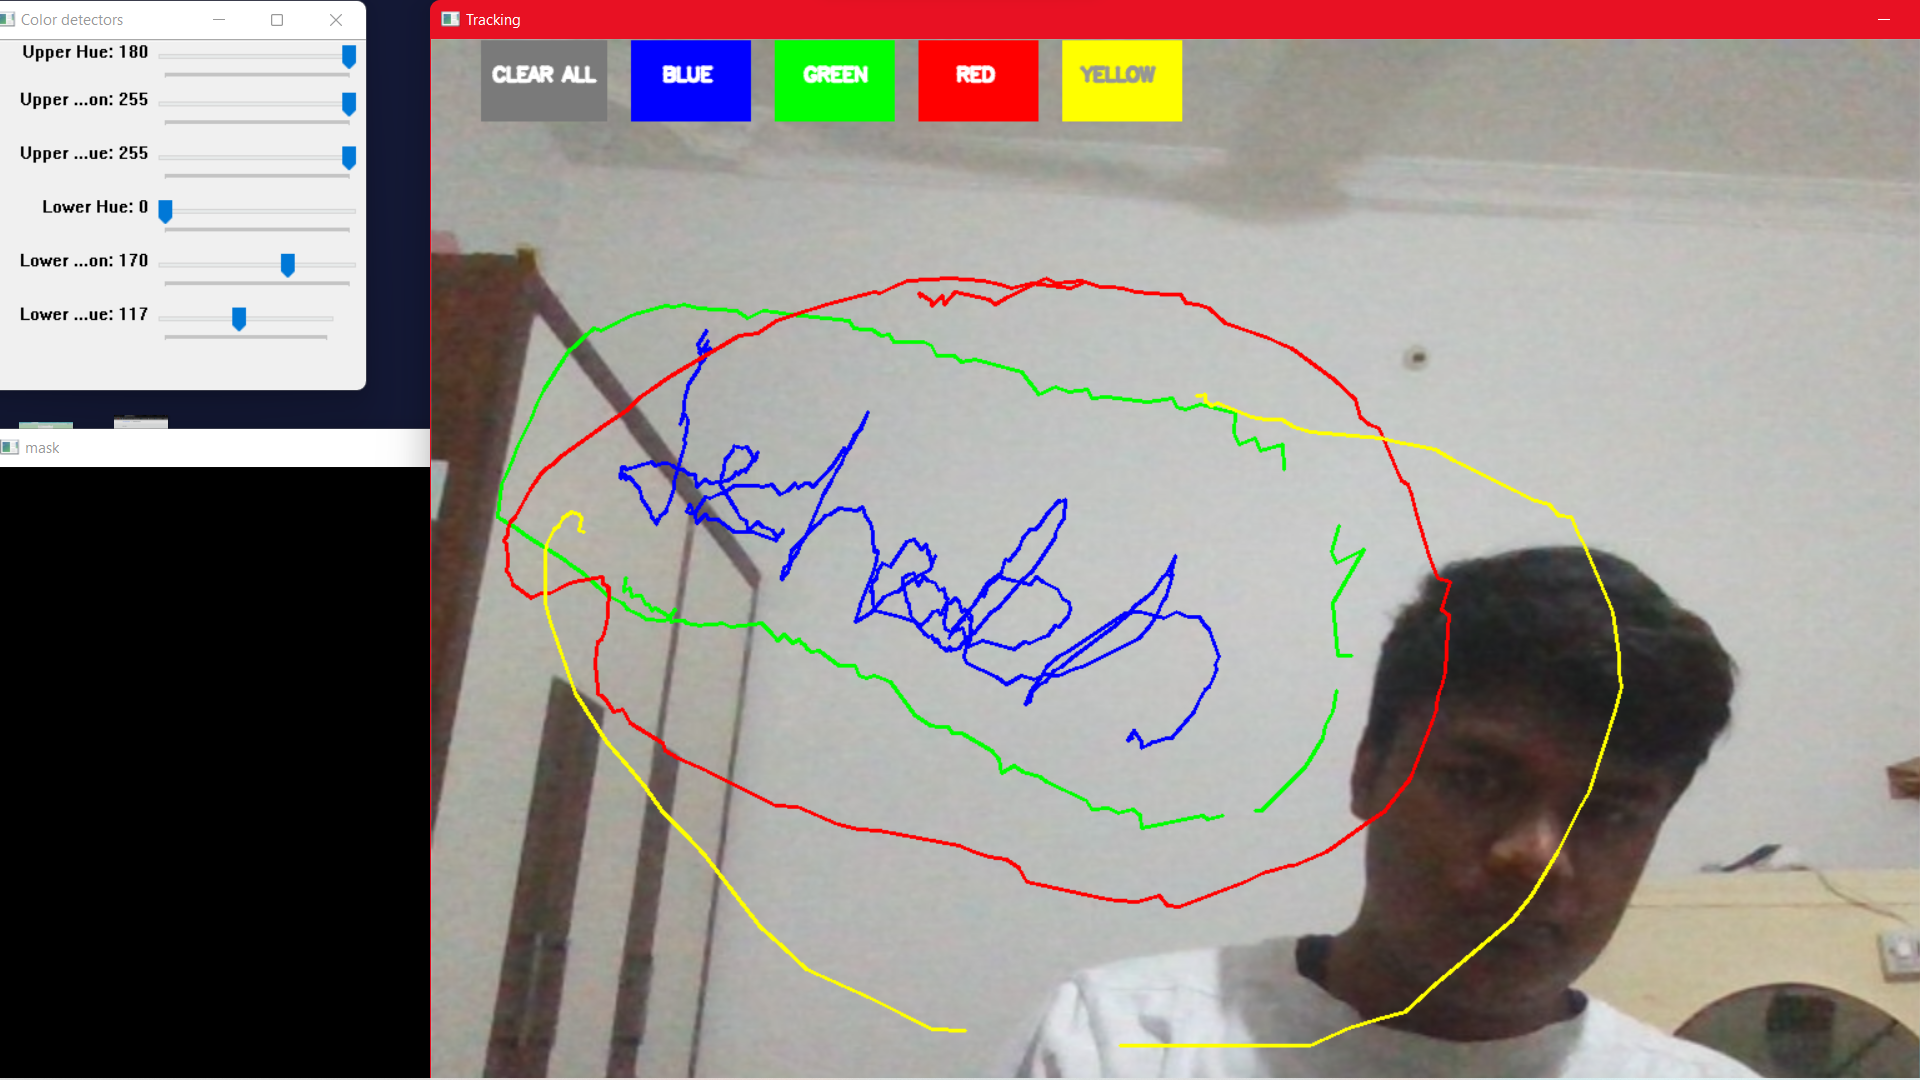 Color detectors
Upper Hue: 180
Upper ...on: 255
Upper ...ue: 255
Lower Hue: 0
Lower ...on: 170
Lower ...ue: 117
mask
Tracking
CLEAR ALL BLUE GREEN RED YELLOW